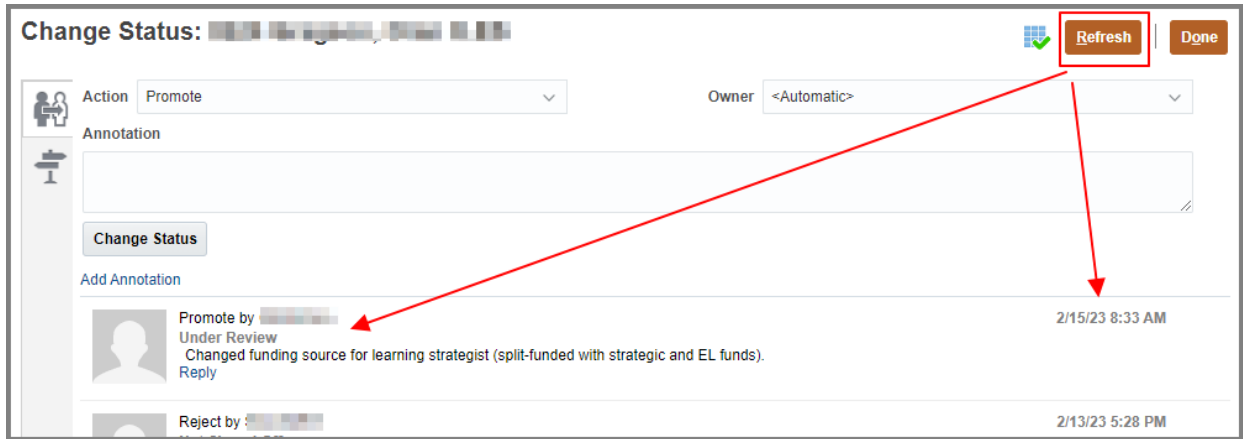 Change Status:
Refresh
Done
Action Promote
Owner <Automatic>
Annotation
Change Status
Add Annotation
Promote by
2/15/23 8:33 AM
Under Review
Changed funding source for learning strategist (split-funded with strategic and EL funds).
Reply
Reject by
2/13/23 5:28 PM